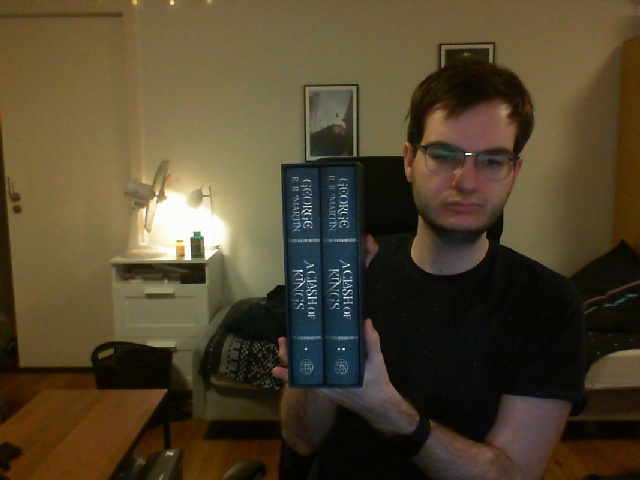 GEORGE
R. R. MARTIN
A CLASH OF
KINGS
GEORGE
R. R. MARTIN
A CLASH OF
KINGS